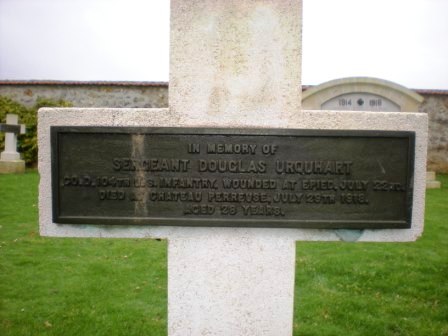 1914 1918
IN MEMORY OF
SERGEANT DOUGLAS URQUHART
CO. D. 104TH U. S. INFANTRY, WOUNDED AT EPIED, JULY 22ND.
DIED AT CHATEAU PERREUSE, JULY 29TH 1918.
AGED 28 YEARS.